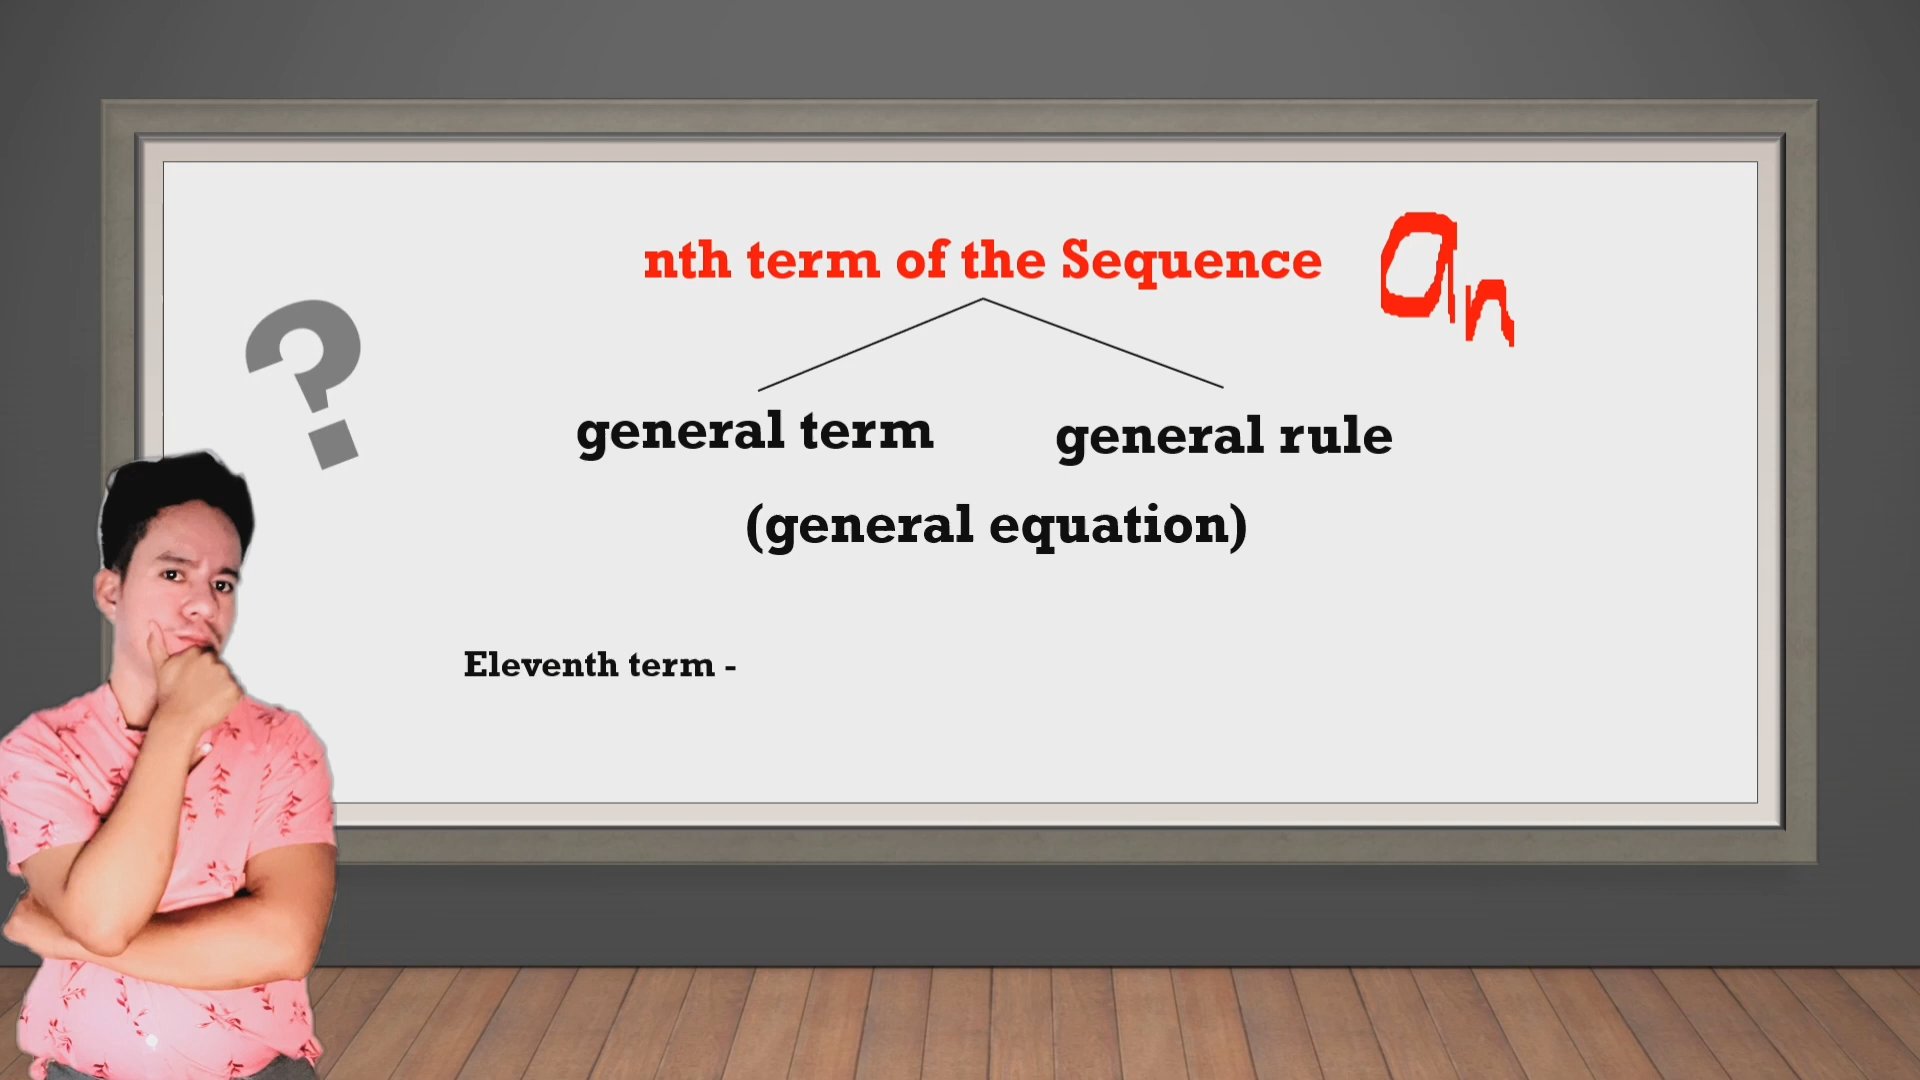 nth term of the Sequence an
?
general term general rule
(general equation)
Eleventh term -